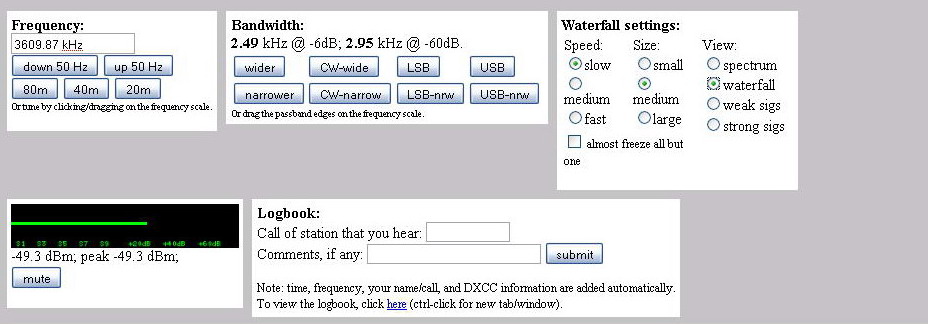 Frequency:
3609.87 kHz
down 50 Hz up 50 Hz
80m 40m 20m
Or tune by clicking/dragging on the frequency scale.
Bandwidth:
2.49 kHz @ -6dB; 2.95 kHz @ -60dB.
wider CW-wide LSB USB
narrower CW-narrow LSB-nrw USB-nrw
Or drag the passband edges on the frequency scale.
Waterfall settings:
Speed: Size: View:
slow small spectrum
medium medium waterfall
fast large weak sigs
strong sigs
almost freeze all but
one
S1 S3 S5 S7 S9 +20dB +40dB +60dB
-49.3 dBm; peak -49.3 dBm;
mute
Logbook:
Call of station that you hear:
Comments, if any: submit
Note: time, frequency, your name/call, and DXCC information are added automatically.
To view the logbook, click here (ctrl-click for new tab/window).